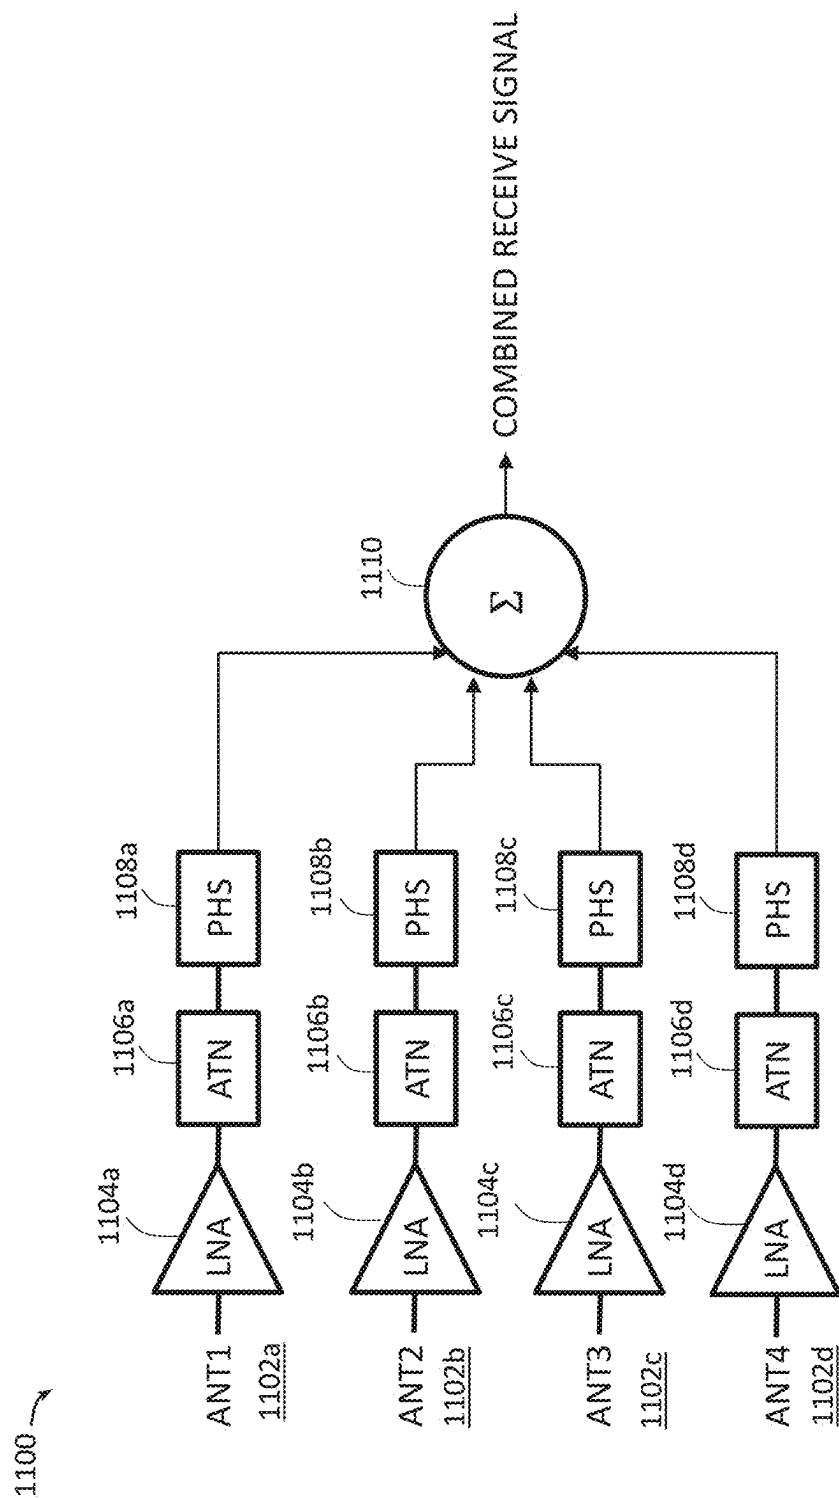 1100
ANT1
1102a
LNA
1104a
ATN
1106a
PHS
1108a
ANT2
1102b
LNA
1104b
ATN
1106b
PHS
1108b
ANT3
1102c
LNA
1104c
ATN
1106c
PHS
1108c
ANT4
1102d
LNA
1104d
ATN
1106d
PHS
1108d
1110
Σ
COMBINED RECEIVE SIGNAL